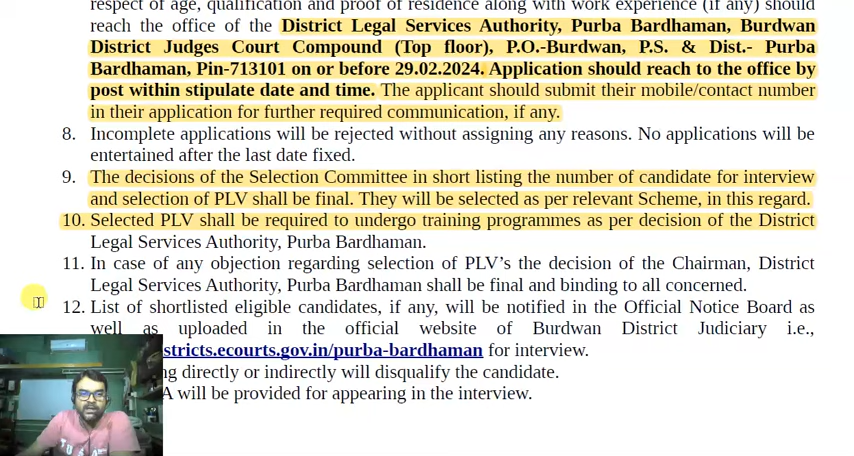 respect of age, qualification and proof of residence along with work experience (if any) should
reach the office of the District Legal Services Authority, Purba Bardhaman, Burdwan
District Judges Court Compound (Top floor), P.O.-Burdwan, P.S. & Dist.- Purba
Bardhaman, Pin-713101 on or before 29.02.2024. Application should reach to the office by
post within stipulate date and time. The applicant should submit their mobile/contact number
in their application for further required communication, if any.
8. Incomplete applications will be rejected without assigning any reasons. No applications will be
entertained after the last date fixed.
9. The decisions of the Selection Committee in short listing the number of candidate for interview
and selection of PLV shall be final. They will be selected as per relevant Scheme, in this regard.
10. Selected PLV shall be required to undergo training programmes as per decision of the District
Legal Services Authority, Purba Bardhaman.
11. In case of any objection regarding selection of PLV's the decision of the Chairman, District
Legal Services Authority, Purba Bardhaman shall be final and binding to all concerned.
12. List of shortlisted eligible candidates, if any, will be notified in the Official Notice Board as
well as uploaded in the official website of Burdwan District Judiciary i.e.,
stricts.ecourts.gov.in/purba-bardhaman for interview.
directly or indirectly will disqualify the candidate.
will be provided for appearing in the interview.